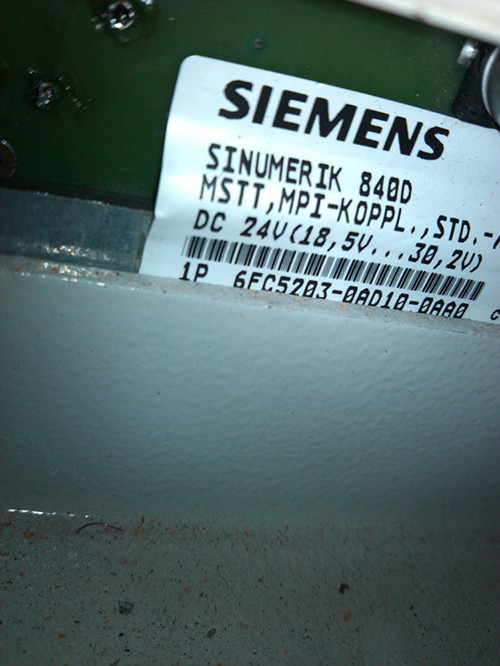 SIEMENS
SINUMERIK 840D
MSTT,MPI-KOPPL.,STD.-
DC 24V(18,5V...30,2V)
1P 6FC5203-0AD10-0AA0